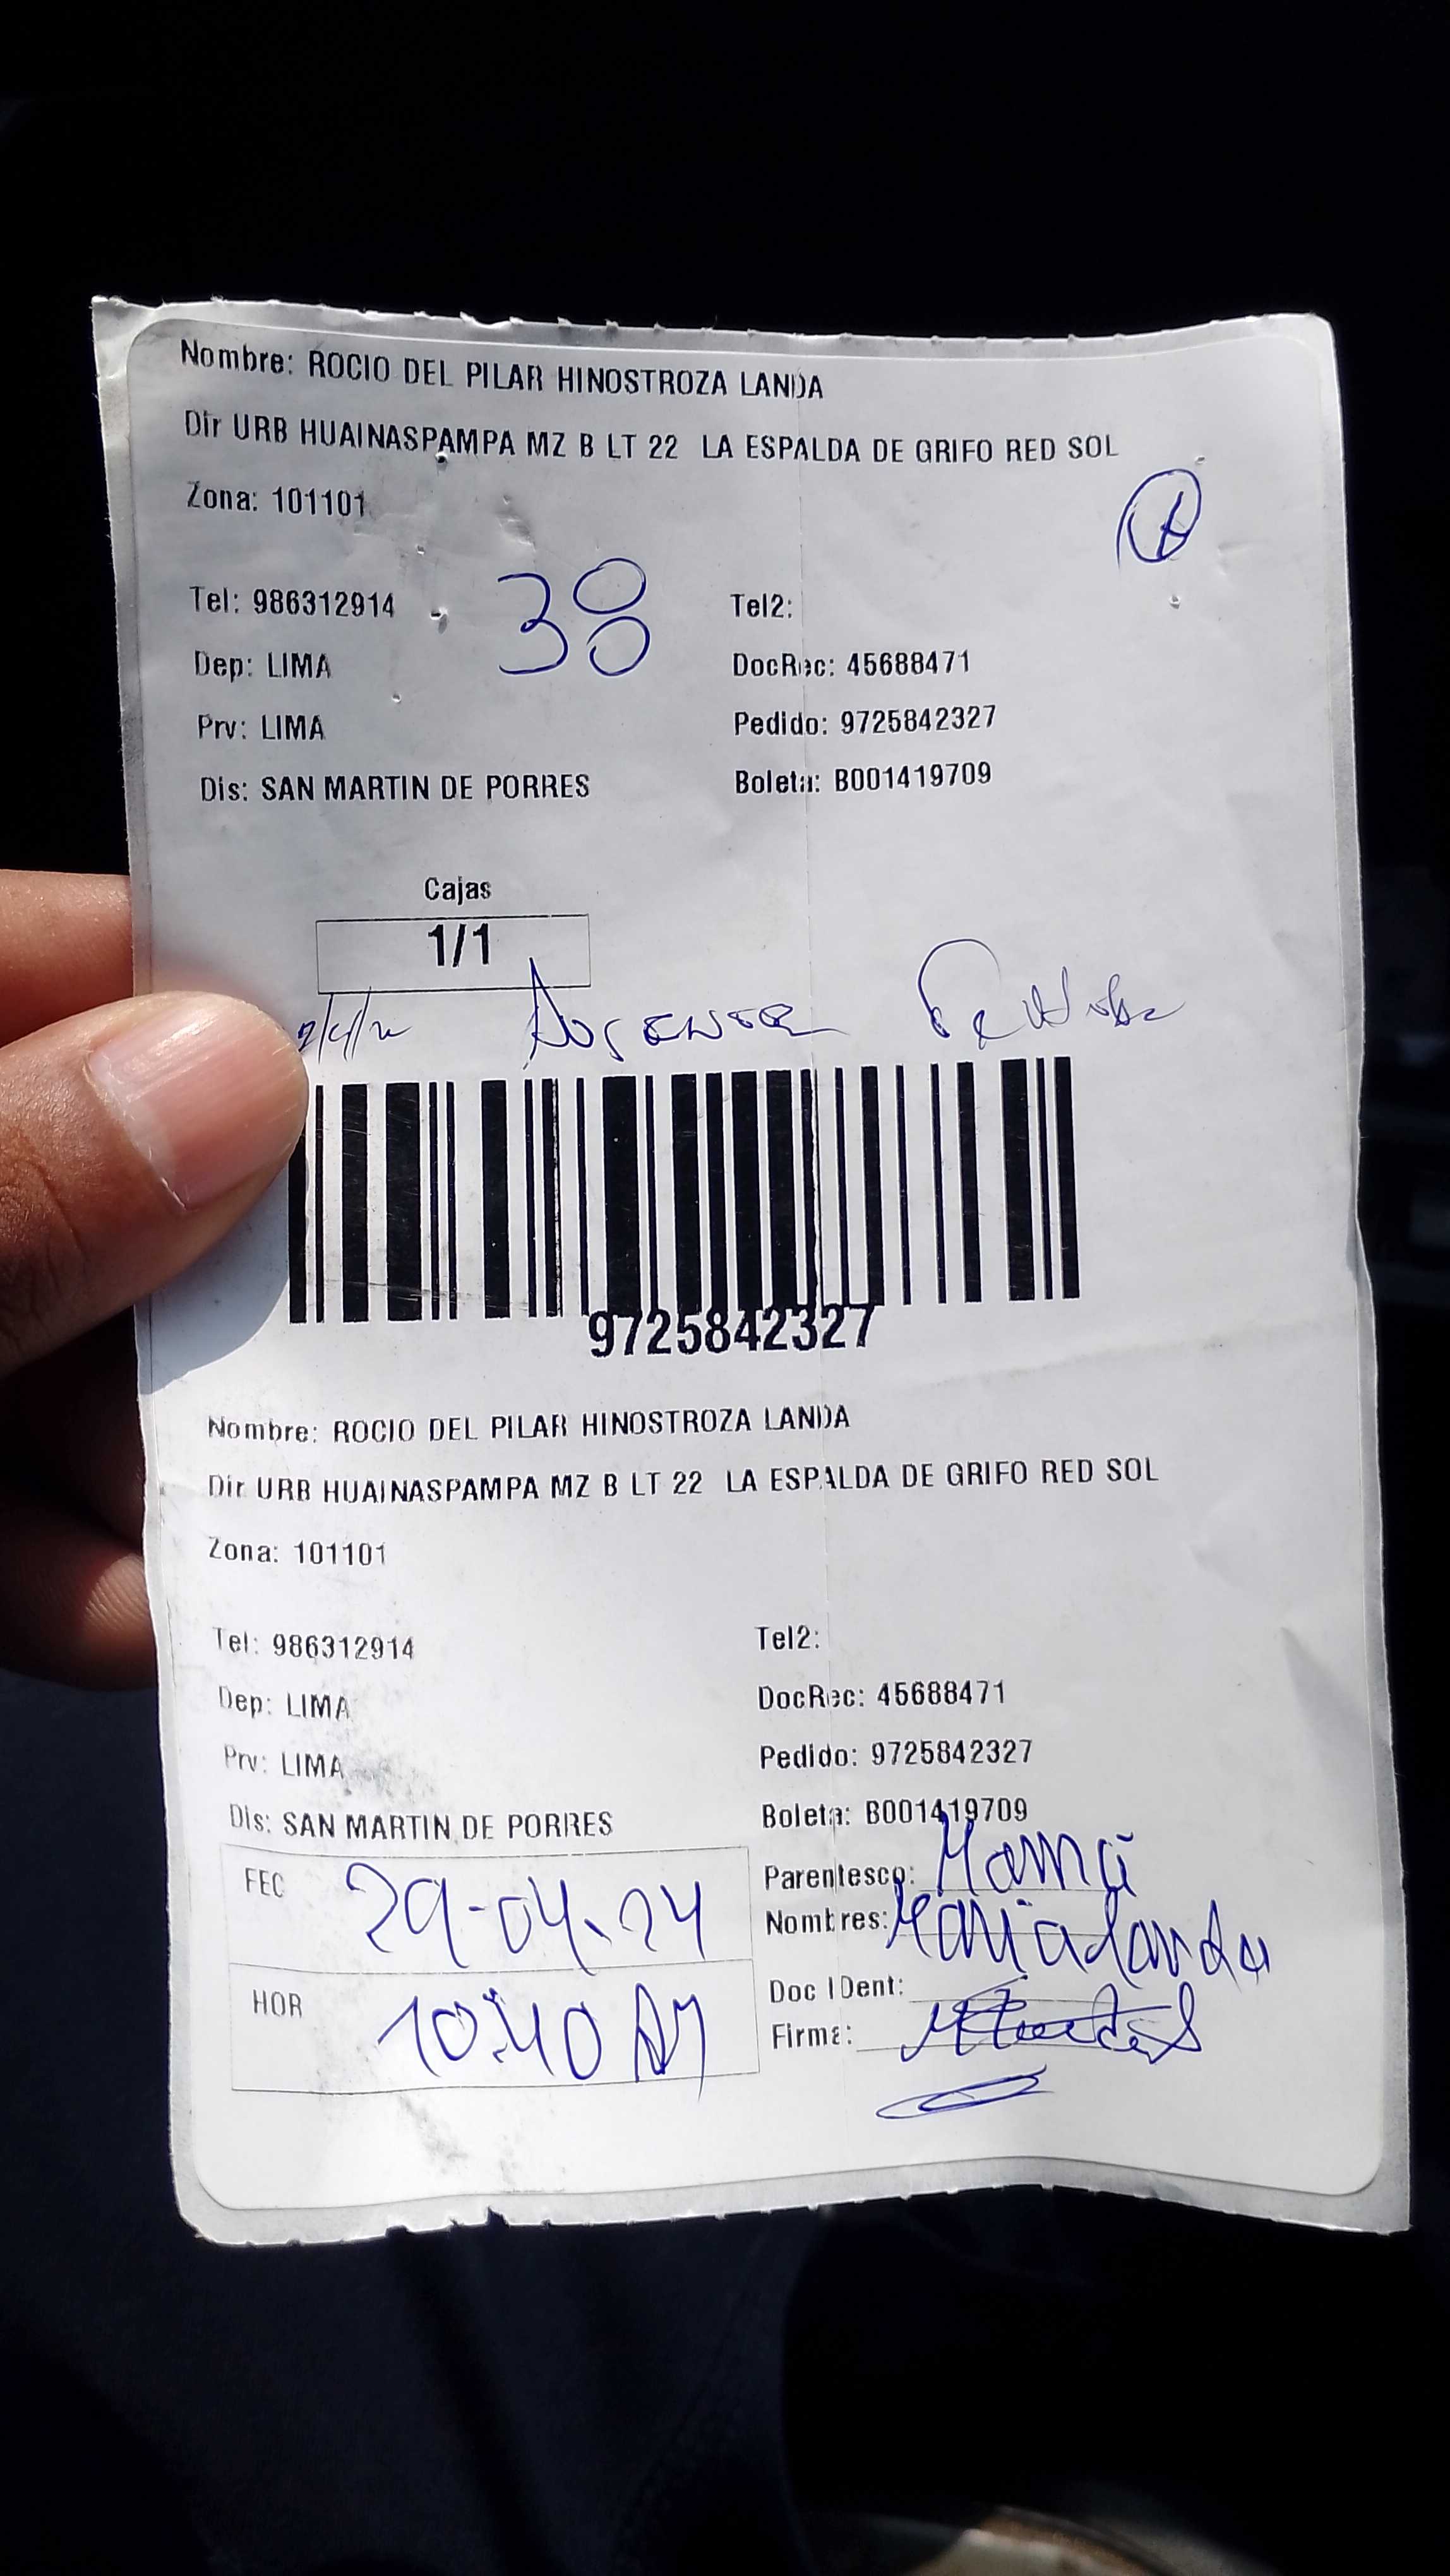 Nombre: ROCIO DEL PILAR HINOSTROZA LANDA
Dir URB HUAINASPAMPA MZ B LT 22 LA ESPALDA DE GRIFO RED SOL
Zona: 101101
Tel: 986312914 38 Tel2:
Dep: LIMA DocRec: 45688471
Prv: LIMA Pedido: 9725842327
Dis: SAN MARTIN DE PORRES Boleta: B001419709
Cajas
1/1
9725842327
Nombre: ROCIO DEL PILAR HINOSTROZA LANDA
Dir URB HUAINASPAMPA MZ B LT 22 LA ESPALDA DE GRIFO RED SOL
Zona: 101101
Tel: 986312914 Tel2:
Dep: LIMA DocRec: 45688471
Prv: LIMA Pedido: 9725842327
Dis: SAN MARTIN DE PORRES Boleta: B001419709
FEC 29-04-24 Parentesco: Mamá
Nombres: Maria Landa
HOR 10:40 AM Doc IDent:
Firma: